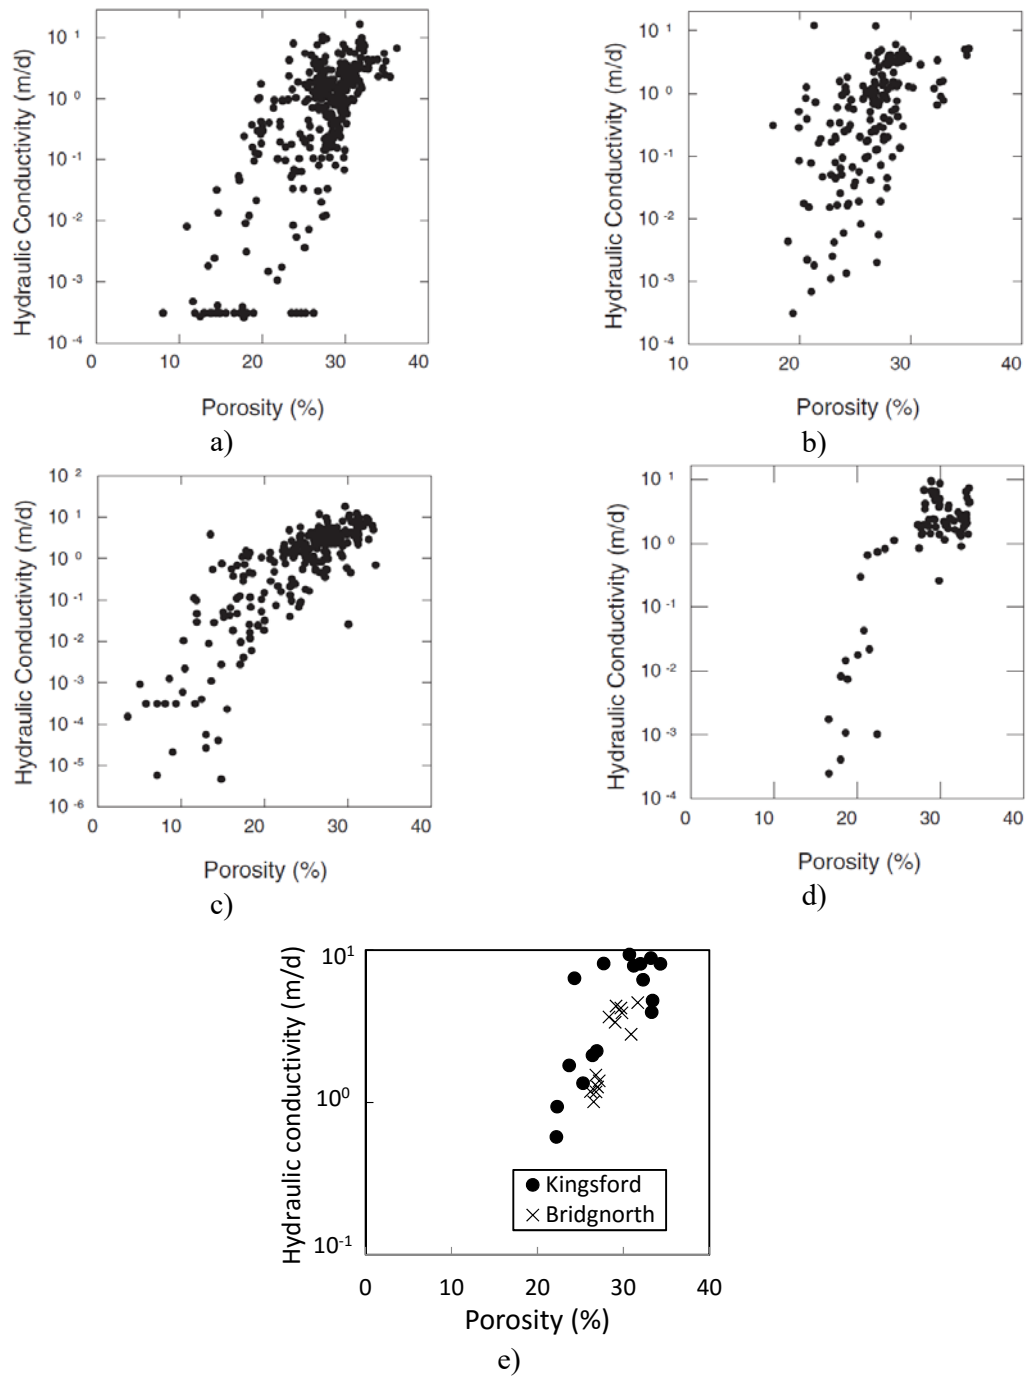 10 1
10 0
10 -1
10 -2
10 -3
10 -4
Hydraulic Conductivity (m/d)
0 10 20 30 40
Porosity (%)
a)
10 1
10 0
10 -1
10 -2
10 -3
10 -4
Hydraulic Conductivity (m/d)
10 20 30 40
Porosity (%)
b)
10 2
10 1
10 0
10 -1
10 -2
10 -3
10 -4
10 -5
10 -6
Hydraulic Conductivity (m/d)
0 10 20 30 40
Porosity (%)
c)
10 1
10 0
10 -1
10 -2
10 -3
10 -4
Hydraulic Conductivity (m/d)
0 10 20 30 40
Porosity (%)
d)
10¹
10⁰
10⁻¹
Hydraulic conductivity (m/d)
Kingsford
Bridgnorth
0 10 20 30 40
Porosity (%)
e)